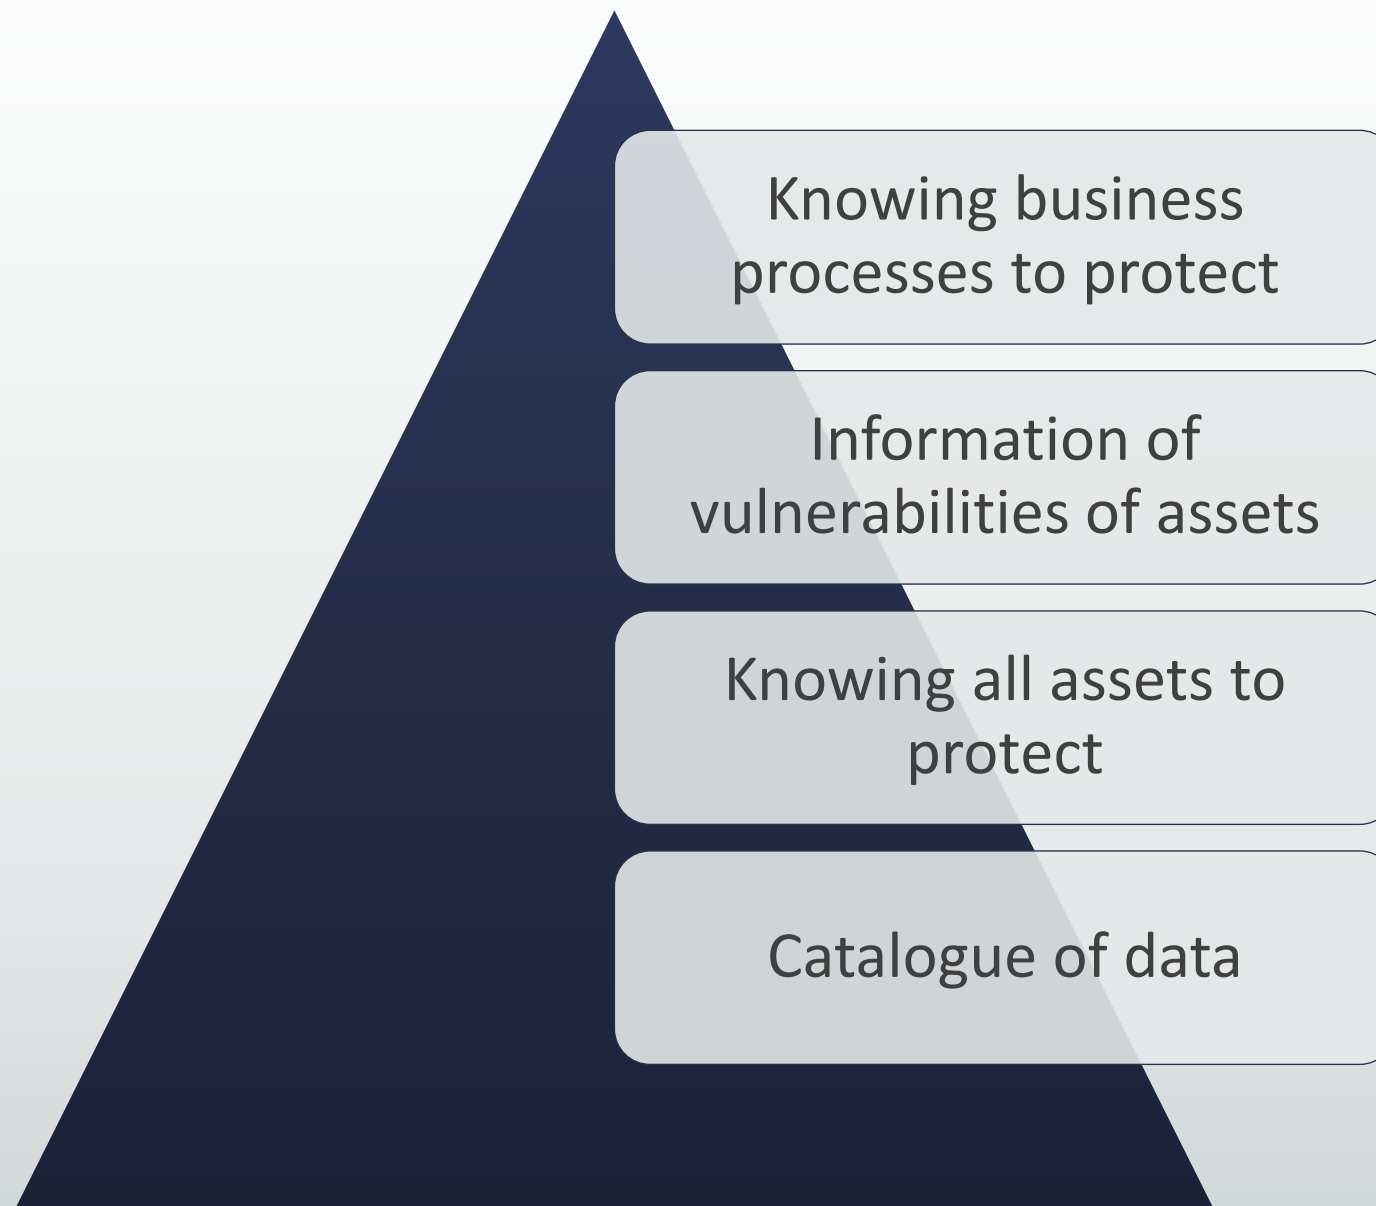 Knowing business
processes to protect
Information of
vulnerabilities of assets
Knowing all assets to
protect
Catalogue of data